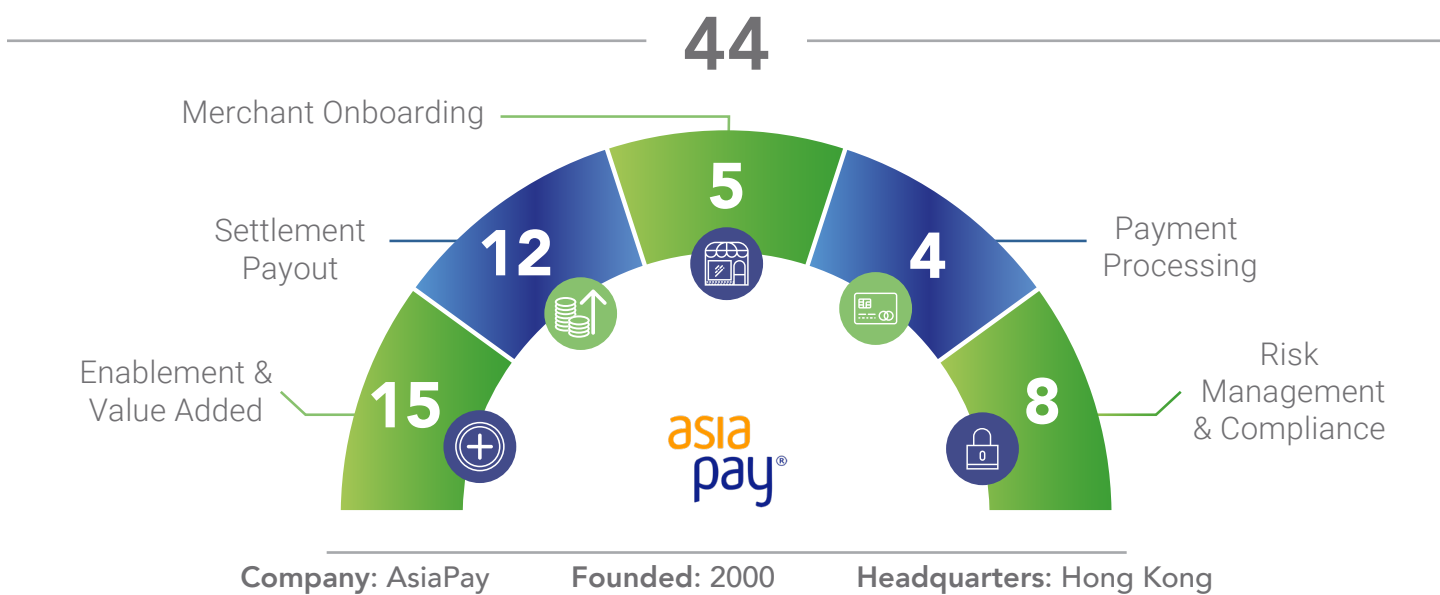 44
Merchant Onboarding
5
Settlement
Payout
12
4
Payment
Processing
Enablement &
Value Added
15
8
Risk
Management
& Compliance
asia
pay®
Company: AsiaPay Founded: 2000 Headquarters: Hong Kong